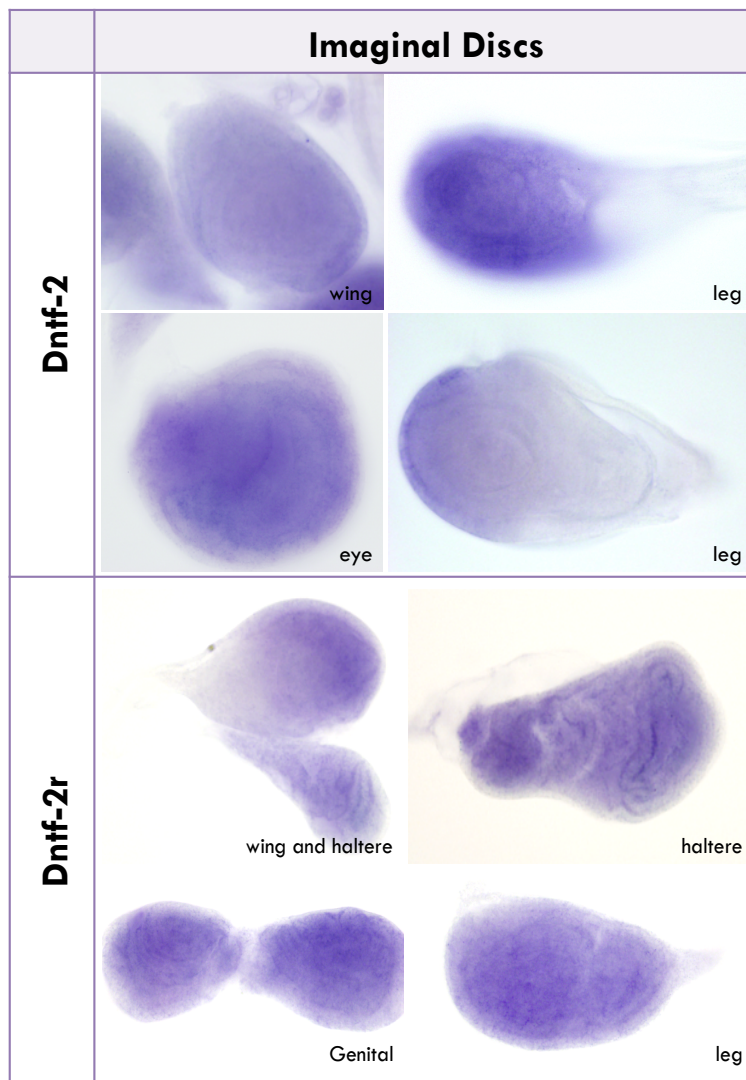 Imaginal Discs
Dntf-2
wing
leg
eye
leg
Dntf-2r
wing and haltere
haltere
Genital
leg